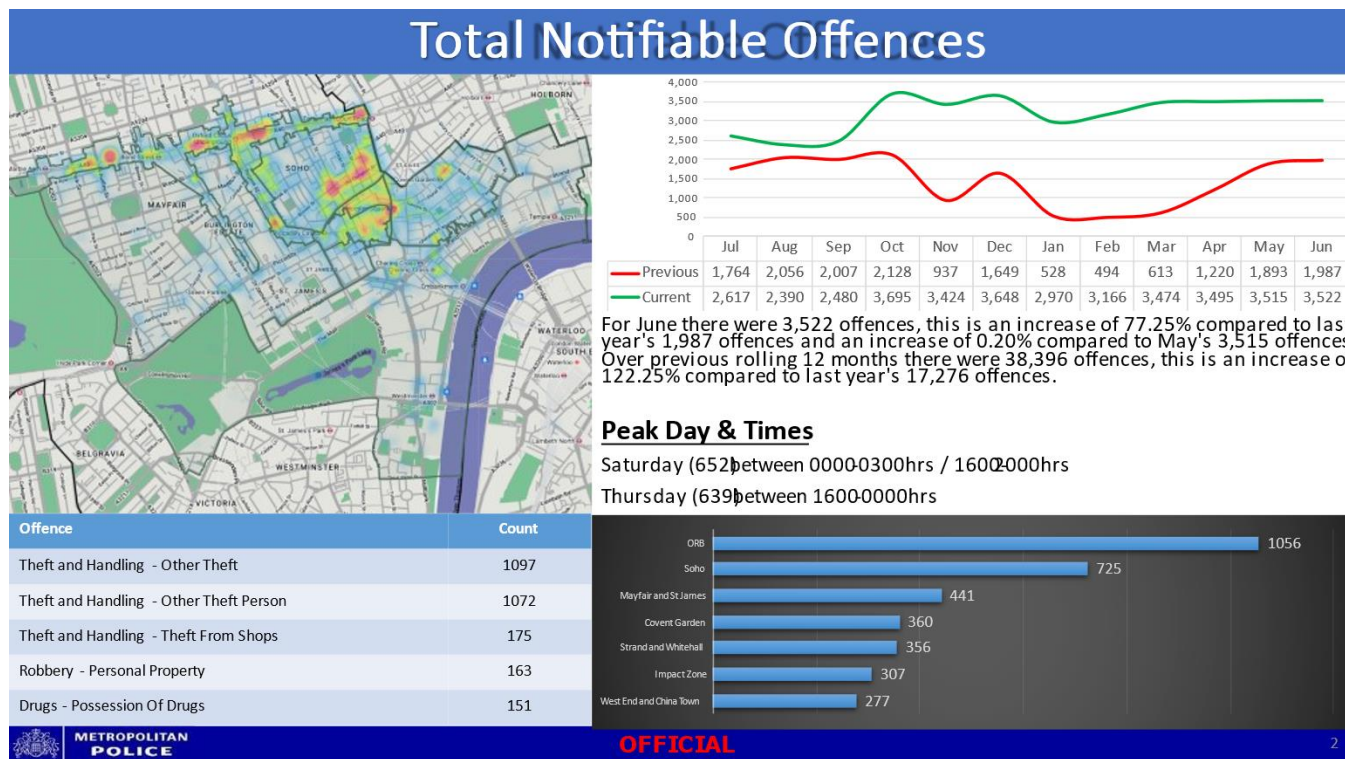 Total Notifiable Offences
HOLBORN
SOHO
MAYFAIR
BURLINGTON
ESTATE
ST. JAMES'S
WATERLOO
SOUTH
BELGRAVIA
WESTMINSTER
VICTORIA
4,000
3,500
3,000
2,500
2,000
1,500
1,000
500
0
Jul Aug Sep Oct Nov Dec Jan Feb Mar Apr May Jun
Previous 1,764 2,056 2,007 2,128 937 1,649 528 494 613 1,220 1,893 1,987
Current 2,617 2,390 2,480 3,695 3,424 3,648 2,970 3,166 3,474 3,495 3,515 3,522
For June there were 3,522 offences, this is an increase of 77.25% compared to las
year's 1,987 offences and an increase of 0.20% compared to May's 3,515 offences
Over previous rolling 12 months there were 38,396 offences, this is an increase o
122.25% compared to last year's 17,276 offences.
Peak Day & Times
Saturday (652) between 0000-0300hrs / 1600-2000hrs
Thursday (639) between 1600-0000hrs
Offence Count
Theft and Handling - Other Theft 1097
Theft and Handling - Other Theft Person 1072
Theft and Handling - Theft From Shops 175
Robbery - Personal Property 163
Drugs - Possession Of Drugs 151
ORB 1056
Soho 725
Mayfair and St James 441
Covent Garden 360
Strand and Whitehall 356
Impact Zone 307
West End and China Town 277
METROPOLITAN
POLICE
OFFICIAL
2